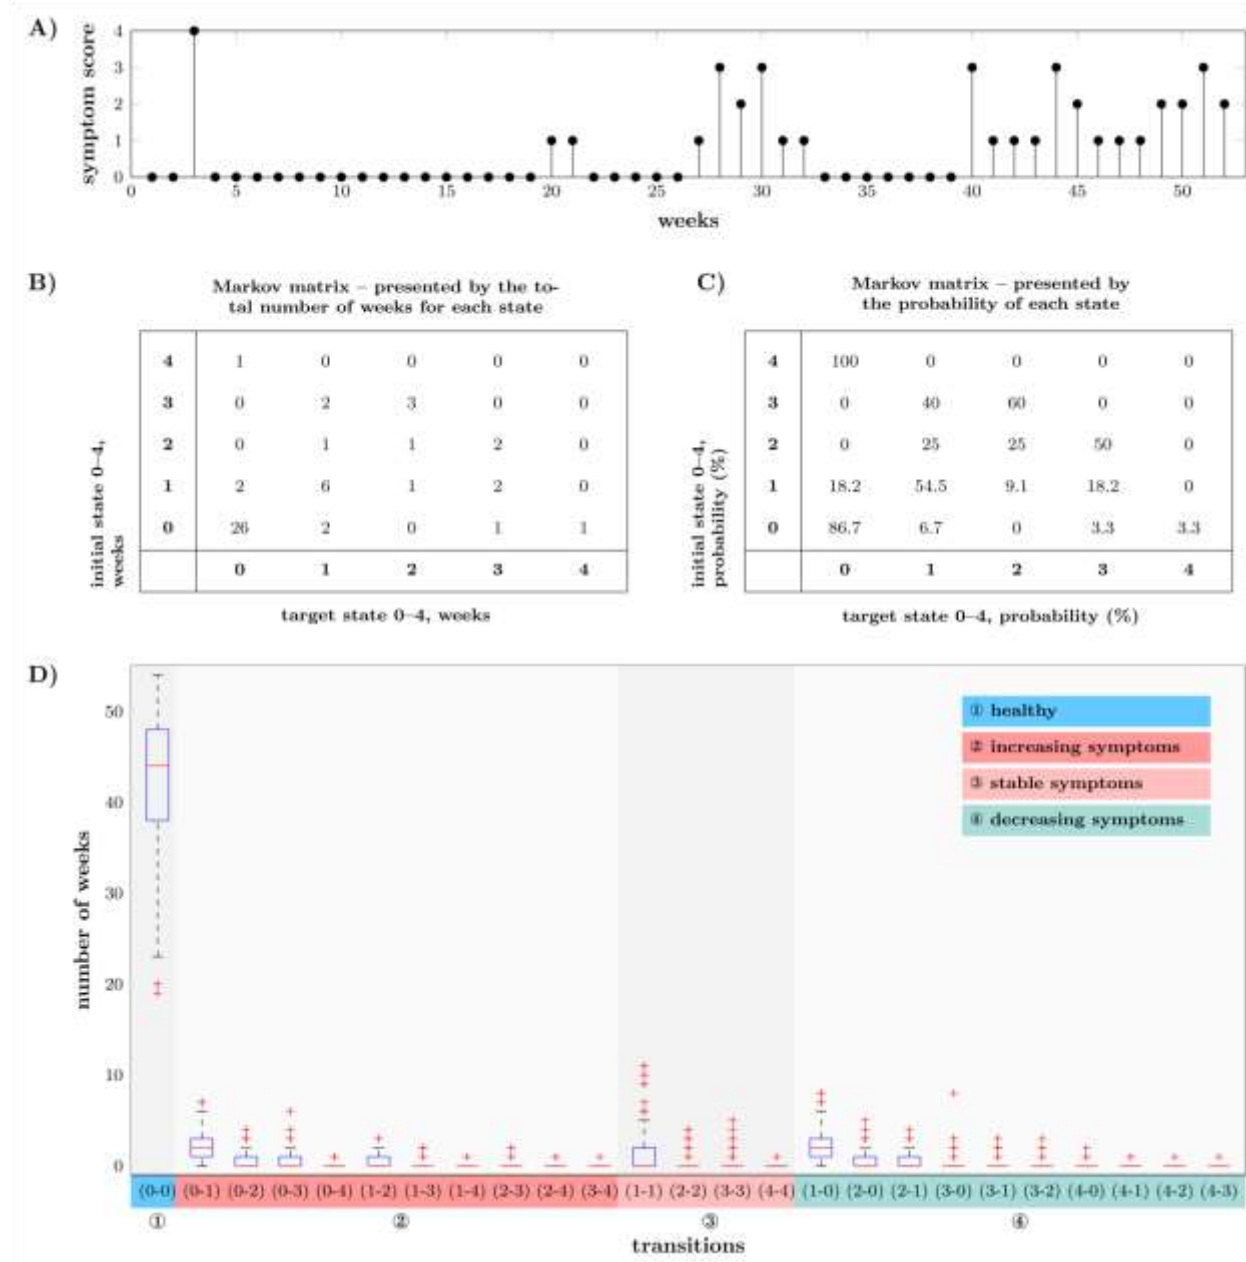 A)
symptom score
4
3
2
1
0
0 5 10 15 20 25 30 35 40 45 50
weeks
B)
Markov matrix – presented by the to-
tal number of weeks for each state
initial state 0–4,
weeks
4 1 0 0 0 0
3 0 2 3 0 0
2 0 1 1 2 0
1 2 6 1 2 0
0 26 2 0 1 1
0 1 2 3 4
target state 0–4, weeks
C)
Markov matrix – presented by
the probability of each state
initial state 0–4,
probability (%)
4 100 0 0 0 0
3 0 40 60 0 0
2 0 25 25 50 0
1 18.2 54.5 9.1 18.2 0
0 86.7 6.7 0 3.3 3.3
0 1 2 3 4
target state 0–4, probability (%)
D)
number of weeks
50
40
30
20
10
0
① healthy
② increasing symptoms
③ stable symptoms
④ decreasing symptoms
(0-0) (0-1) (0-2) (0-3) (0-4) (1-2) (1-3) (1-4) (2-3) (2-4) (3-4) (1-1) (2-2) (3-3) (4-4) (1-0) (2-0) (2-1) (3-0) (3-1) (3-2) (4-0) (4-1) (4-2) (4-3)
① ② ③ ④
transitions